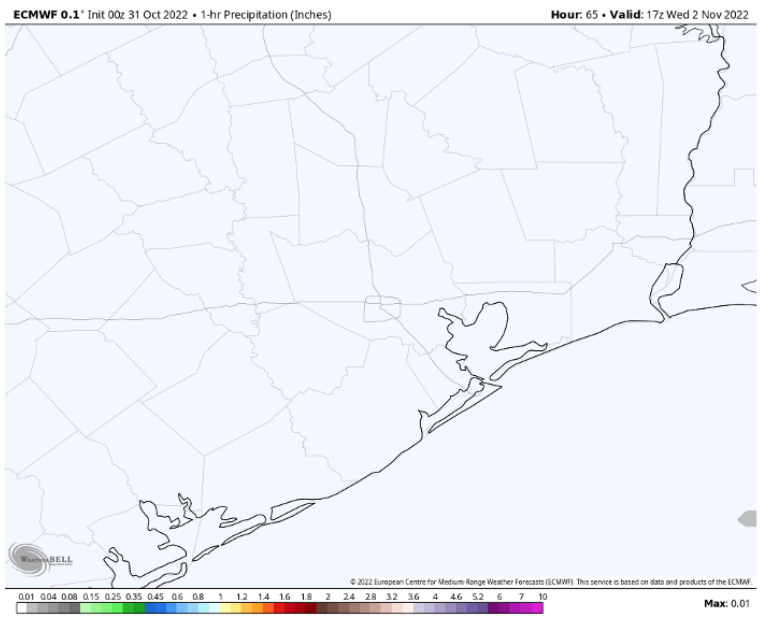 ECMWF 0.1° Init 00z 31 Oct 2022 • 1-hr Precipitation (Inches) Hour: 65 • Valid: 17z Wed 2 Nov 2022
WEATHERBELL
© 2022 European Centre for Medium-Range Weather Forecasts (ECMWF). This service is based on data and products of the ECMWF.
0.01 0.04 0.08 0.15 0.25 0.35 0.45 0.6 0.8 1 1.2 1.4 1.6 1.8 2 2.4 2.8 3.2 3.6 4 4.6 5.2 6 7 10
Max: 0.01